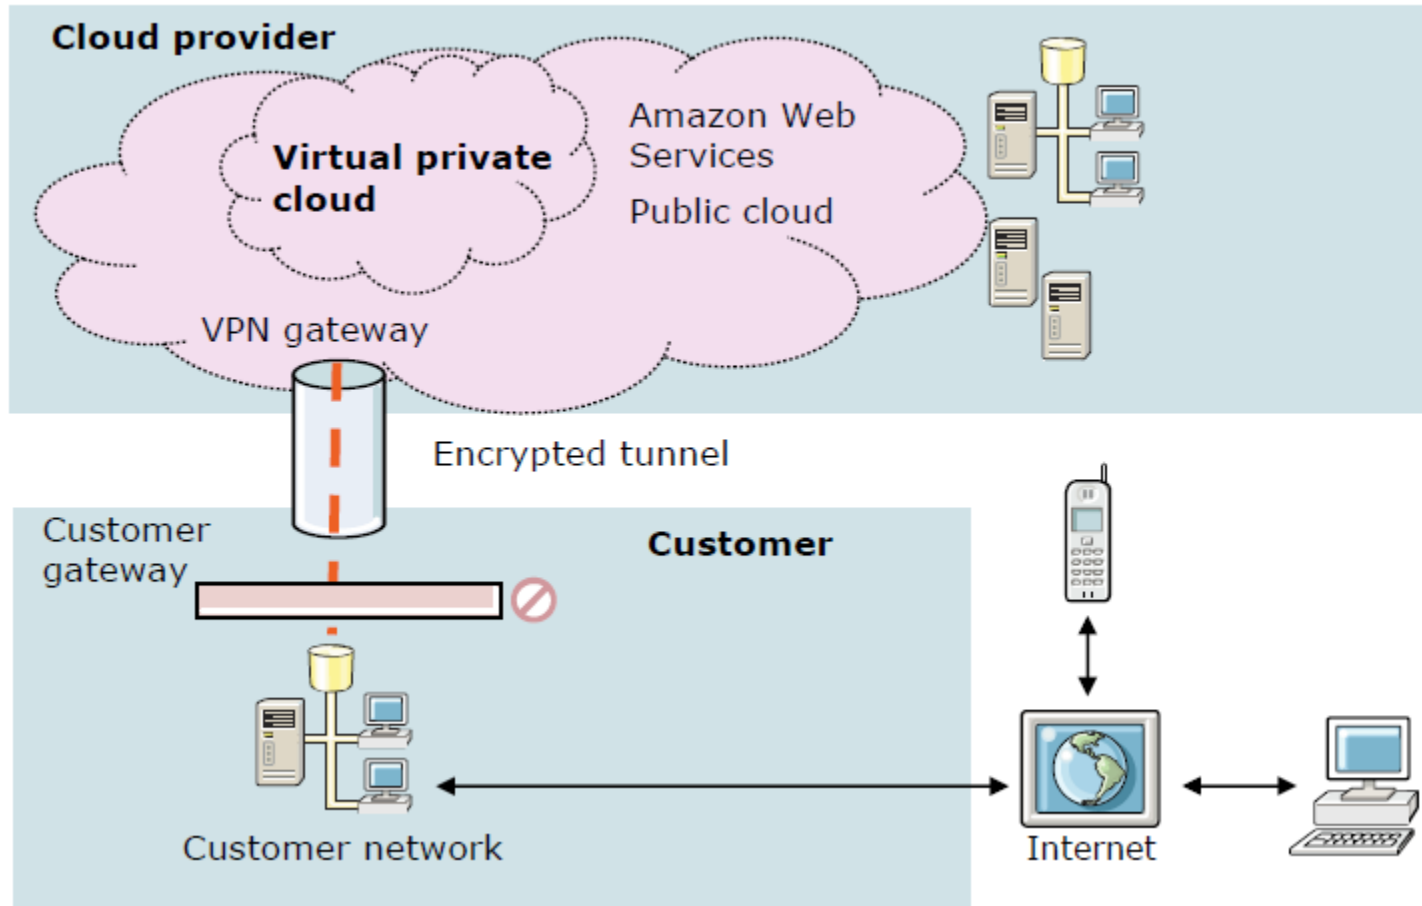 Cloud provider
Amazon Web
Services
Public cloud
Virtual private
cloud
VPN gateway
Encrypted tunnel
Customer
gateway
Customer
Customer network
Internet